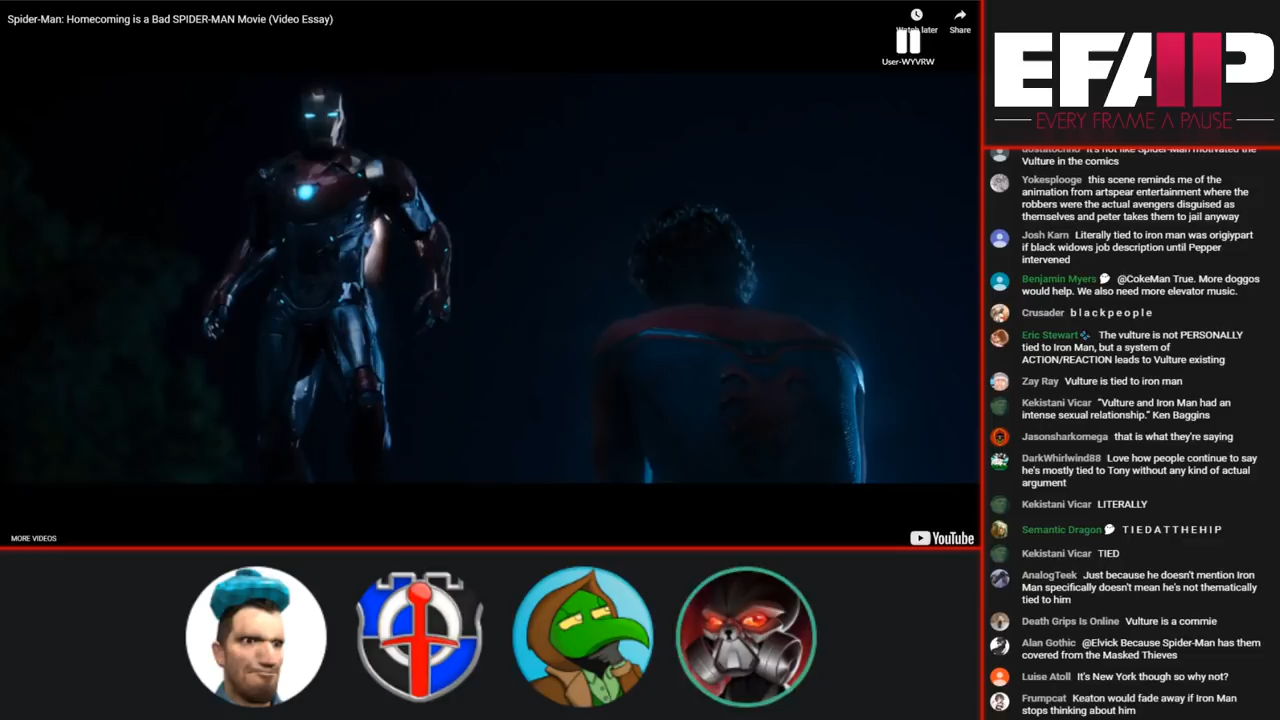 Spider-Man: Homecoming is a Bad SPIDER-MAN Movie (Video Essay)
Watch later
Share
User-WYVRW
MORE VIDEOS
YouTube
EFAP
EVERY FRAME A PAUSE
dostatochno It's not like Spider-Man motivated the
Vulture in the comics
Yokesplooge this scene reminds me of the
animation from artspear entertainment where the
robbers were the actual avengers disguised as
themselves and peter takes them to jail anyway
Josh Karn Literally tied to iron man was origiypart
if black widows job description until Pepper
intervened
Benjamin Myers @CokeMan True. More doggos
would help. We also need more elevator music.
Crusader b l a c k p e o p l e
Eric Stewart The vulture is not PERSONALLY
tied to Iron Man, but a system of
ACTION/REACTION leads to Vulture existing
Zay Ray Vulture is tied to iron man
Kekistani Vicar “Vulture and Iron Man had an
intense sexual relationship.” Ken Baggins
Jasonsharkomega that is what they're saying
DarkWhirlwind88 Love how people continue to say
he's mostly tied to Tony without any kind of actual
argument
Kekistani Vicar LITERALLY
Semantic Dragon T I E D A T T H E H I P
Kekistani Vicar TIED
AnalogTeek Just because he doesn't mention Iron
Man specifically doesn't mean he's not thematically
tied to him
Death Grips Is Online Vulture is a commie
Alan Gothic @Elvick Because Spider-Man has them
covered from the Masked Thieves
Luise Atoll It's New York though so why not?
Frumpcat Keaton would fade away if Iron Man
stops thinking about him